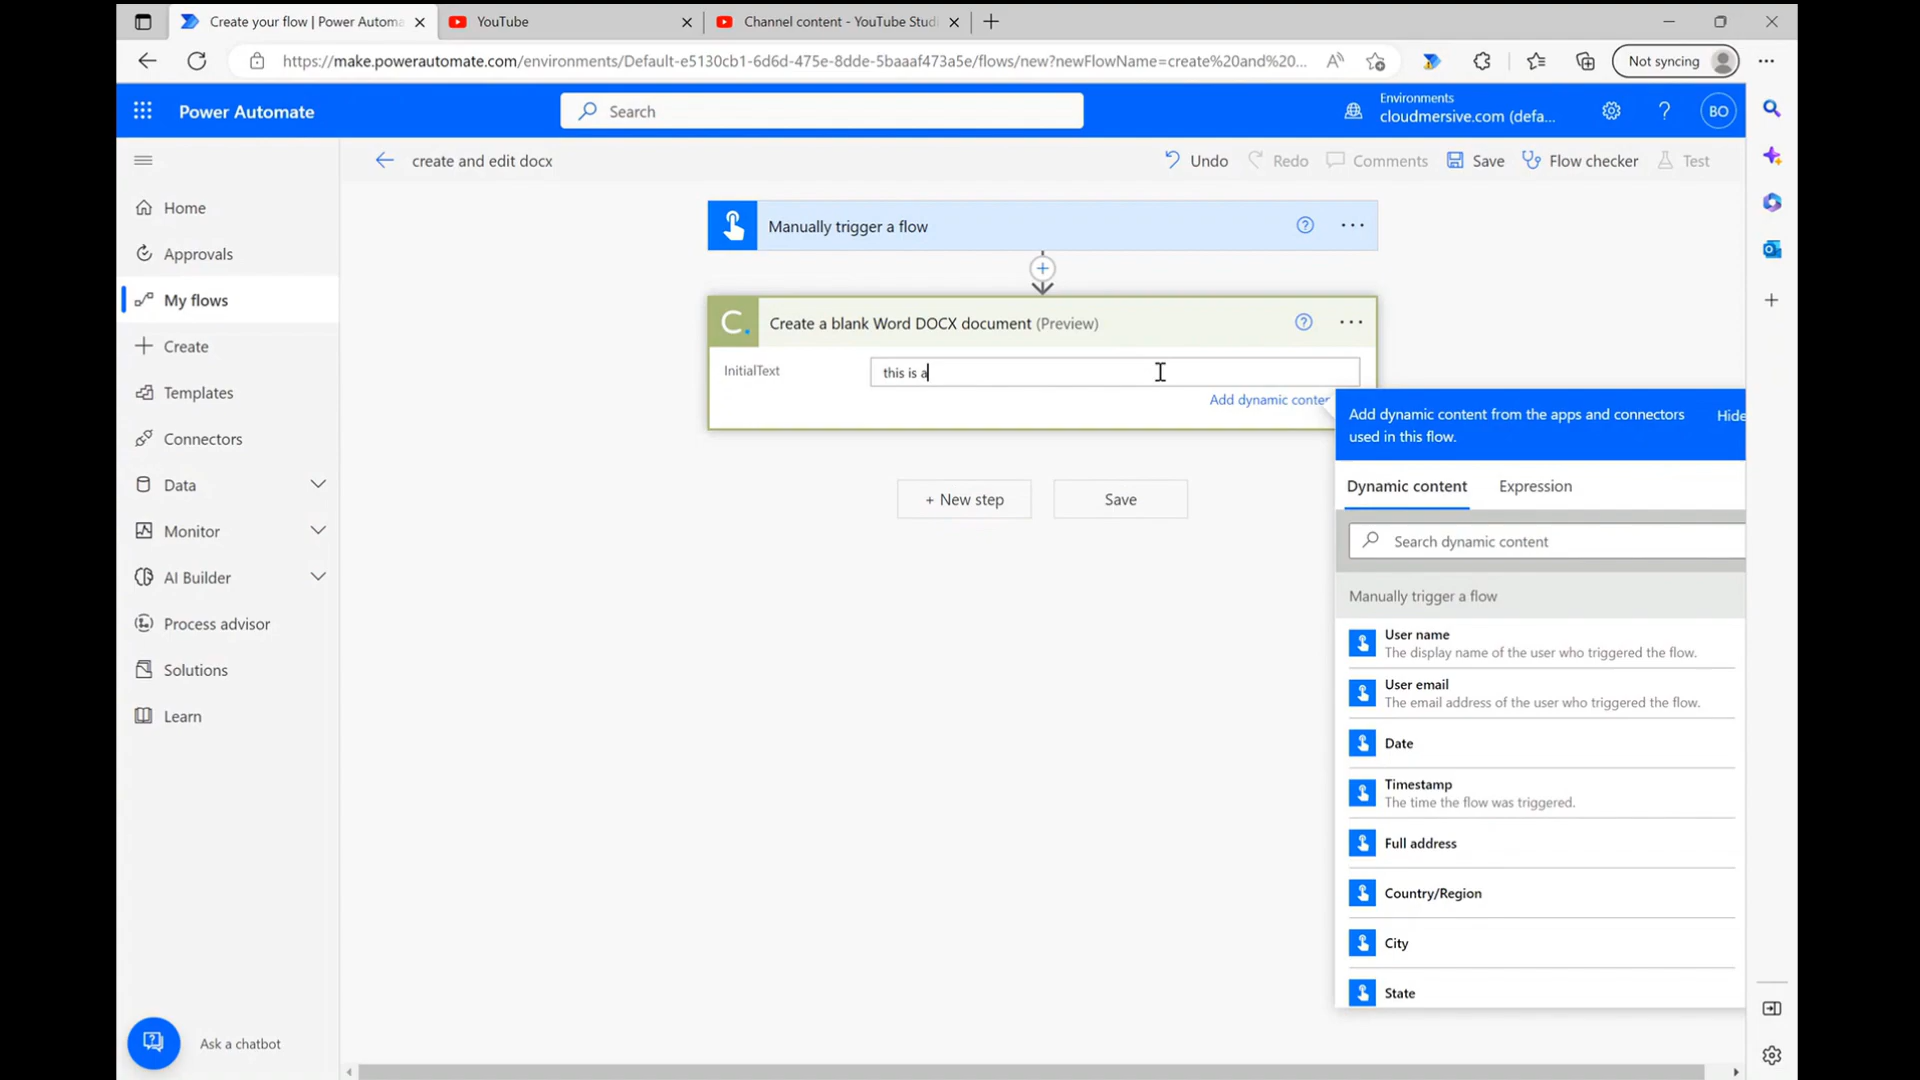 Create your flow | Power Automa
YouTube
Channel content - YouTube Stud
https://make.powerautomate.com/environments/Default-e5130cb1-6d6d-475e-8dde-5baaaf473a5e/flows/new?newFlowName=create%20and%20...
Not syncing
Power Automate
Search
Environments
cloudmersive.com (defa...
BO
create and edit docx
Undo
Redo
Comments
Save
Flow checker
Test
Home
Approvals
My flows
Create
Templates
Connectors
Data
Monitor
AI Builder
Process advisor
Solutions
Learn
Ask a chatbot
Manually trigger a flow
C.
Create a blank Word DOCX document (Preview)
InitialText
this is a
Add dynamic conten
+ New step
Save
Add dynamic content from the apps and connectors
used in this flow.
Hide
Dynamic content
Expression
Search dynamic content
Manually trigger a flow
User name
The display name of the user who triggered the flow.
User email
The email address of the user who triggered the flow.
Date
Timestamp
The time the flow was triggered.
Full address
Country/Region
City
State